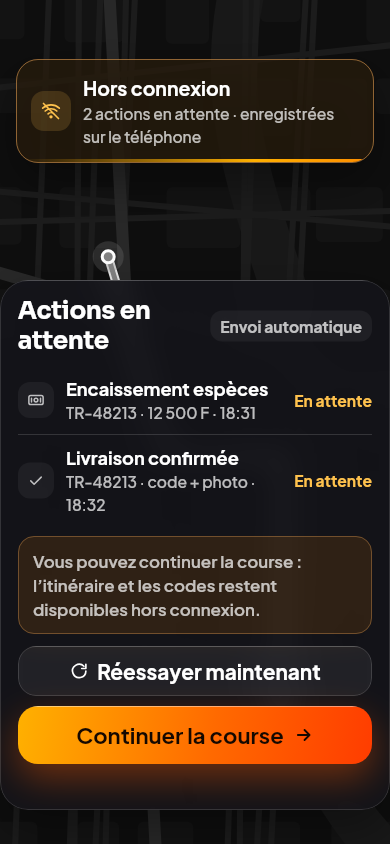 Hors connexion
2 actions en attente · enregistrées
sur le téléphone
Actions en
attente
Envoi automatique
Encaissement espèces
TR-48213 · 12 500 F · 18:31
En attente
Livraison confirmée
TR-48213 · code + photo ·
18:32
En attente
Vous pouvez continuer la course :
l’itinéraire et les codes restent
disponibles hors connexion.
Réessayer maintenant
Continuer la course →